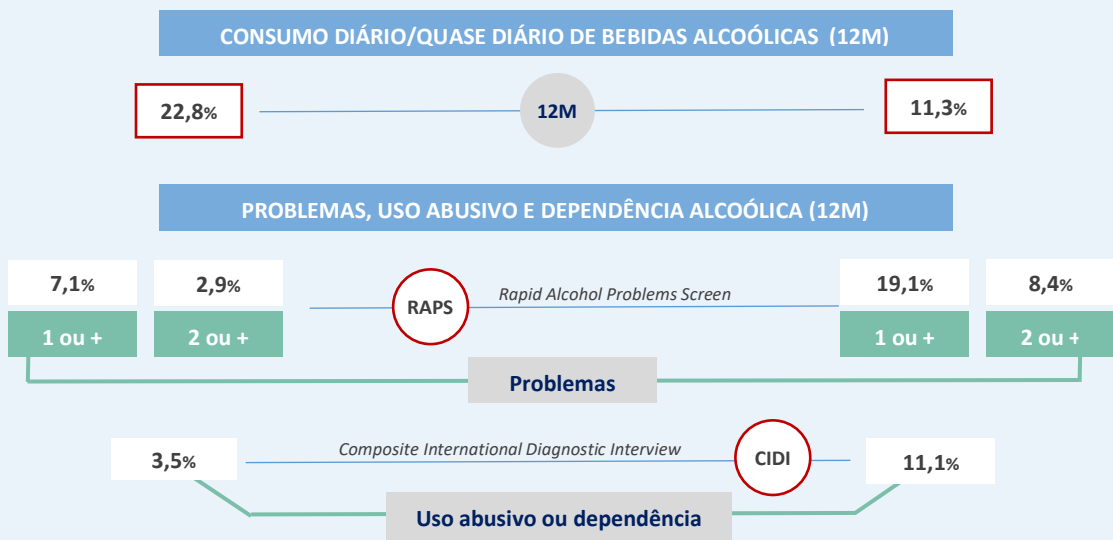 CONSUMO DIÁRIO/QUASE DIÁRIO DE BEBIDAS ALCOÓLICAS (12M)
22,8% 12M 11,3%
PROBLEMAS, USO ABUSIVO E DEPENDÊNCIA ALCOÓLICA (12M)
7,1% 2,9% RAPS Rapid Alcohol Problems Screen 19,1% 8,4%
1 ou + 2 ou + 1 ou + 2 ou +
Problemas
3,5% Composite International Diagnostic Interview CIDI 11,1%
Uso abusivo ou dependência